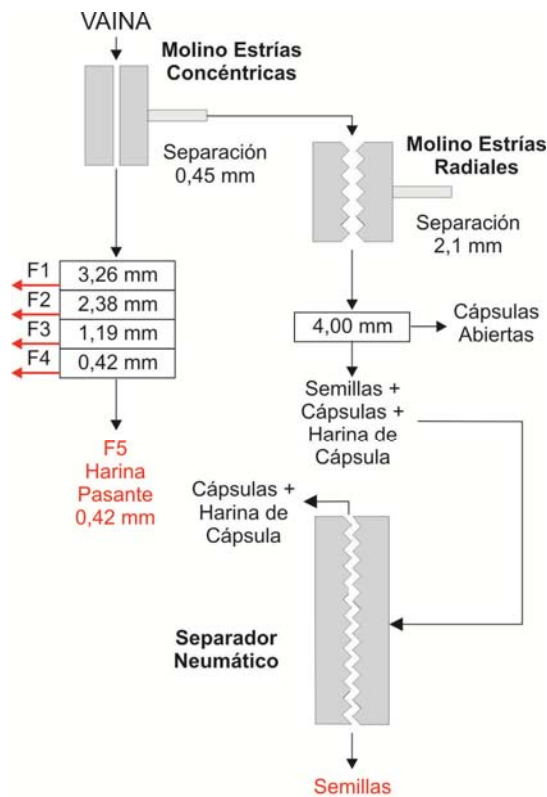 VAINA
Molino Estrías
Concéntricas
Separación
0,45 mm
Molino Estrías
Radiales
Separación
2,1 mm
F1
3,26 mm
F2
2,38 mm
F3
1,19 mm
F4
0,42 mm
4,00 mm
Cápsulas
Abiertas
Semillas +
Cápsulas +
Harina de
Cápsula
F5
Harina
Pasante
0,42 mm
Cápsulas +
Harina de
Cápsula
Separador
Neumático
Semillas